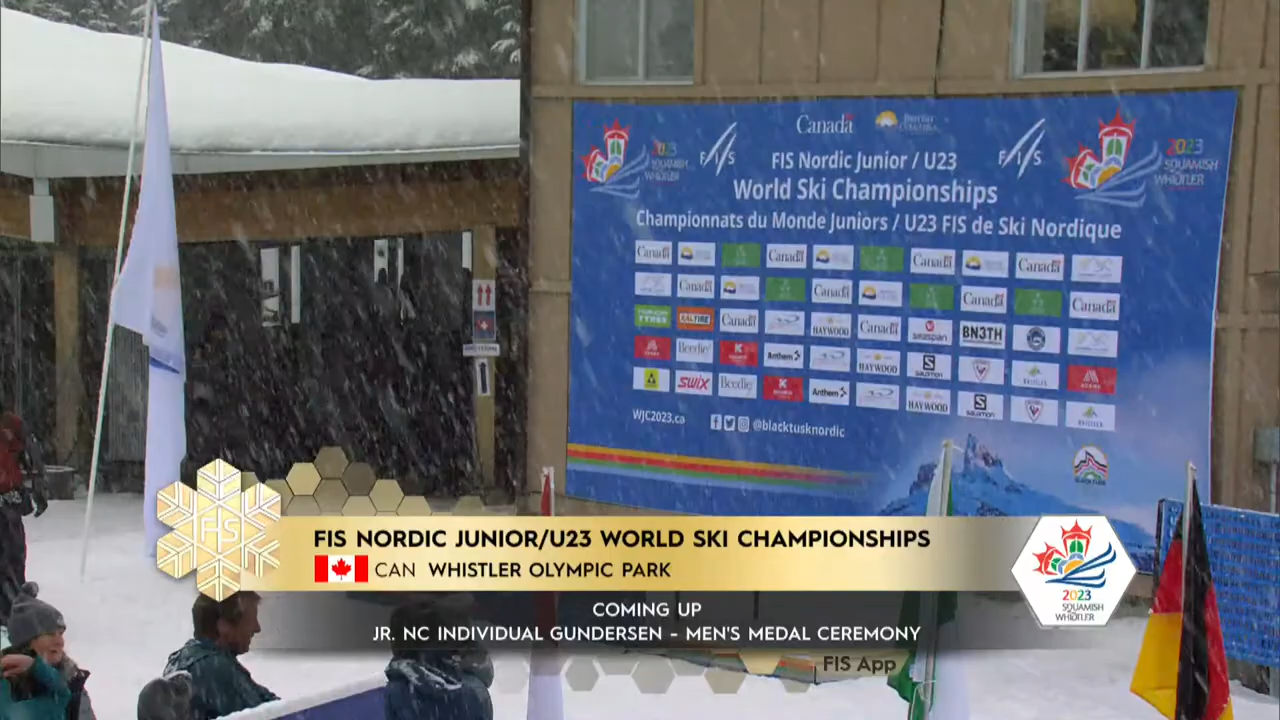 Canada
FIS
FIS
2023
SQUAMISH
WHISTLER
2023
SQUAMISH
WHISTLER
FIS Nordic Junior / U23
World Ski Championships
Championnats du Monde Juniors / U23 FIS de Ski Nordique
Canada Canada Canada Canada
Canada Canada Canada Canada
KALTIRE Canada HAYWOOD Canada seaspan BN3TH
Beedie Anthem HAYWOOD SALOMON
SWIX Beedie Anthem HAYWOOD SALOMON
WJC2023.ca @blacktusknordic
FIS
FIS NORDIC JUNIOR/U23 WORLD SKI CHAMPIONSHIPS
CAN WHISTLER OLYMPIC PARK
COMING UP
JR. NC INDIVIDUAL GUNDERSEN - MEN'S MEDAL CEREMONY
2023
SQUAMISH
WHISTLER
FIS App